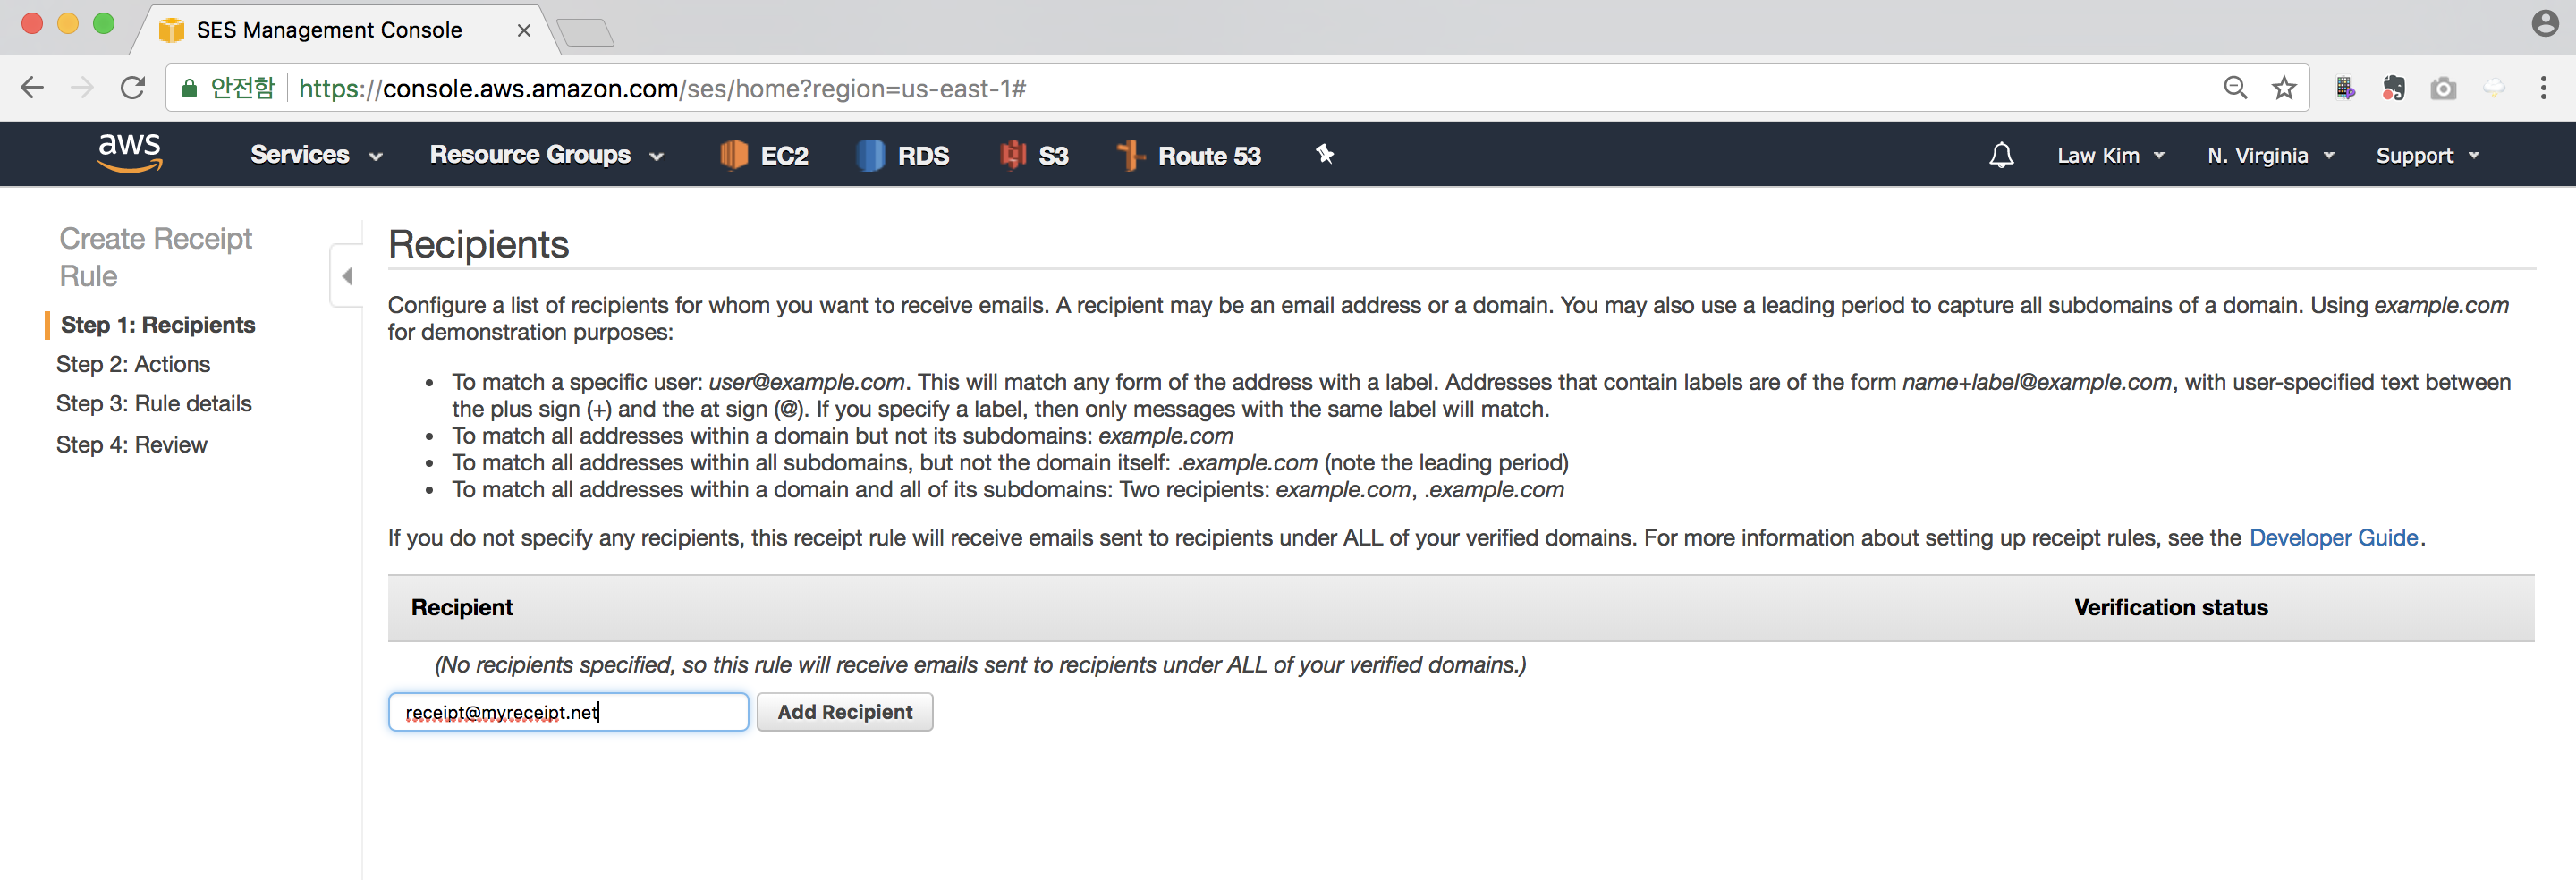 SES Management Console
안전함 https://console.aws.amazon.com/ses/home?region=us-east-1#
aws Services Resource Groups EC2 RDS S3 Route 53 Law Kim N. Virginia Support
Create Receipt
Rule
Step 1: Recipients
Step 2: Actions
Step 3: Rule details
Step 4: Review
Recipients
Configure a list of recipients for whom you want to receive emails. A recipient may be an email address or a domain. You may also use a leading period to capture all subdomains of a domain. Using example.com
for demonstration purposes:
• To match a specific user: user@example.com. This will match any form of the address with a label. Addresses that contain labels are of the form name+label@example.com, with user-specified text between
the plus sign (+) and the at sign (@). If you specify a label, then only messages with the same label will match.
• To match all addresses within a domain but not its subdomains: example.com
• To match all addresses within all subdomains, but not the domain itself: .example.com (note the leading period)
• To match all addresses within a domain and all of its subdomains: Two recipients: example.com, .example.com
If you do not specify any recipients, this receipt rule will receive emails sent to recipients under ALL of your verified domains. For more information about setting up receipt rules, see the Developer Guide.
Recipient Verification status
(No recipients specified, so this rule will receive emails sent to recipients under ALL of your verified domains.)
receipt@myreceipt.net Add Recipient